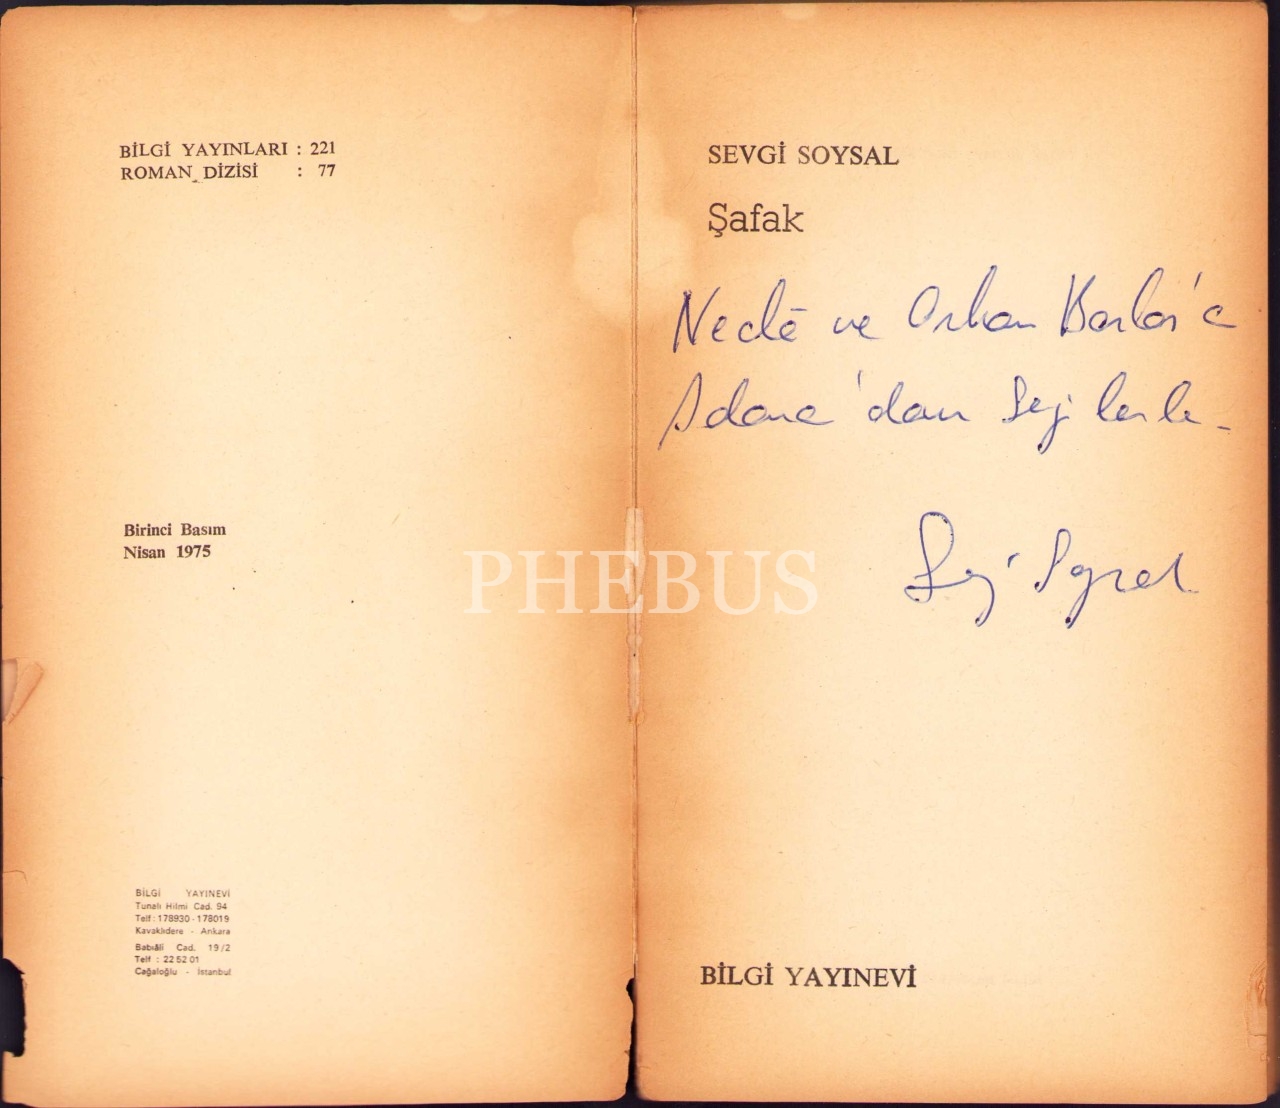 BİLGİ YAYINLARI : 221
ROMAN DİZİSİ : 77
Birinci Basım
Nisan 1975
BİLGİ YAYINEVİ
Tunalı Hilmi Cad. 94
Telf : 178930 - 178019
Kavaklıdere - Ankara
Babıâli Cad. 19/2
Telf : 22 52 01
Cağaloğlu - İstanbul
SEVGİ SOYSAL
Şafak
ve Orhan
Adana'dan Sevgilerle
Sevgi Soysal
BİLGİ YAYINEVİ
PHEBUS